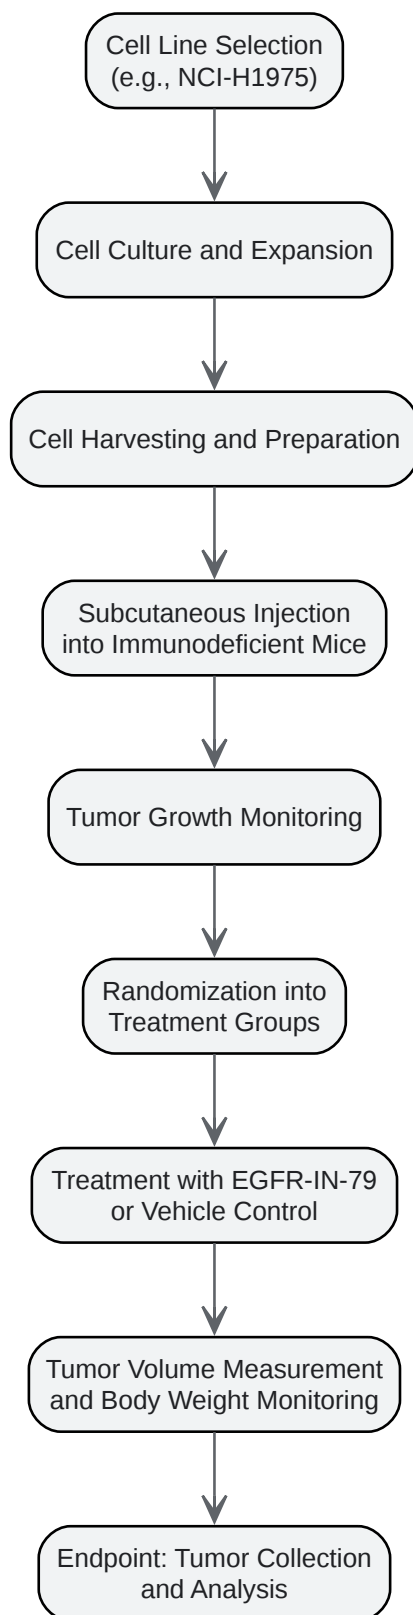 Cell Line Selection
(e.g., NCI-H1975)
Cell Culture and Expansion
Cell Harvesting and Preparation
Subcutaneous Injection
into Immunodeficient Mice
Tumor Growth Monitoring
Randomization into
Treatment Groups
Treatment with EGFR-IN-79
or Vehicle Control
Tumor Volume Measurement
and Body Weight Monitoring
Endpoint: Tumor Collection
and Analysis